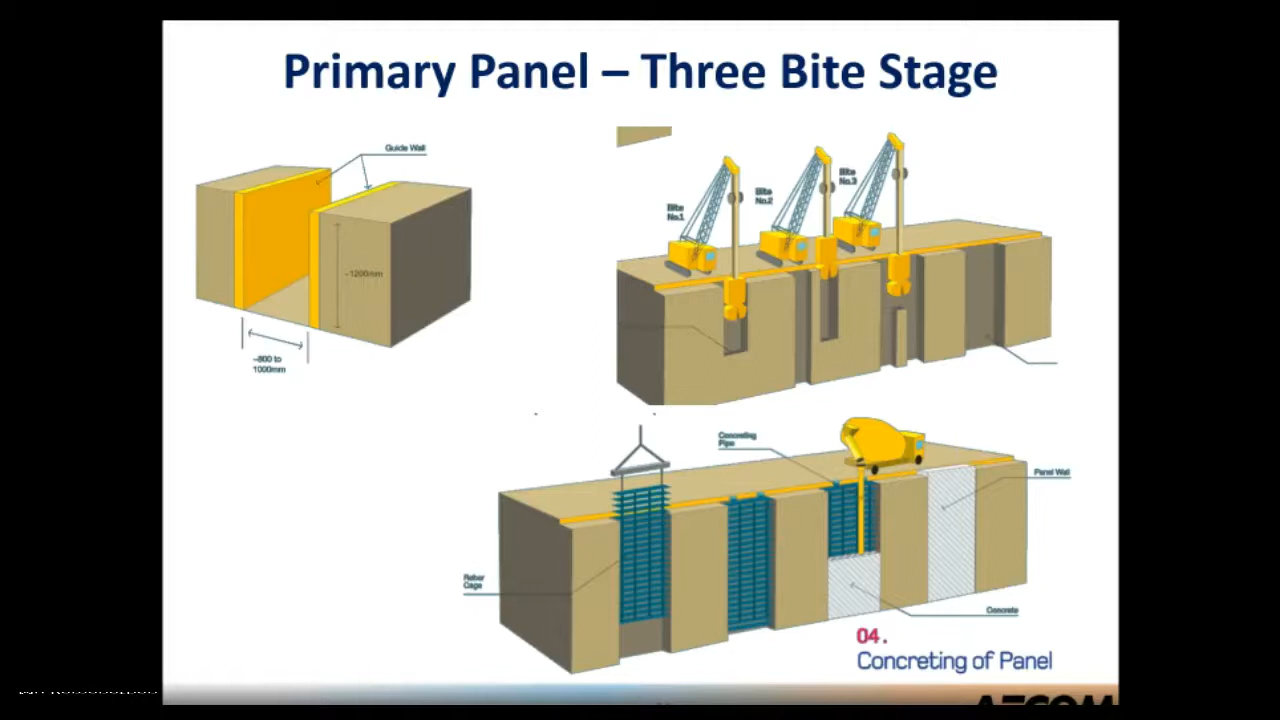 Primary Panel – Three Bite Stage
Guide Wall
~1200mm
~800 to
1000mm
Bite
No.1
Bite
No.2
Bite
No.3
Concreting
Pipe
Panel Wall
Rebar
Cage
Concrete
04.
Concreting of Panel
AECOM